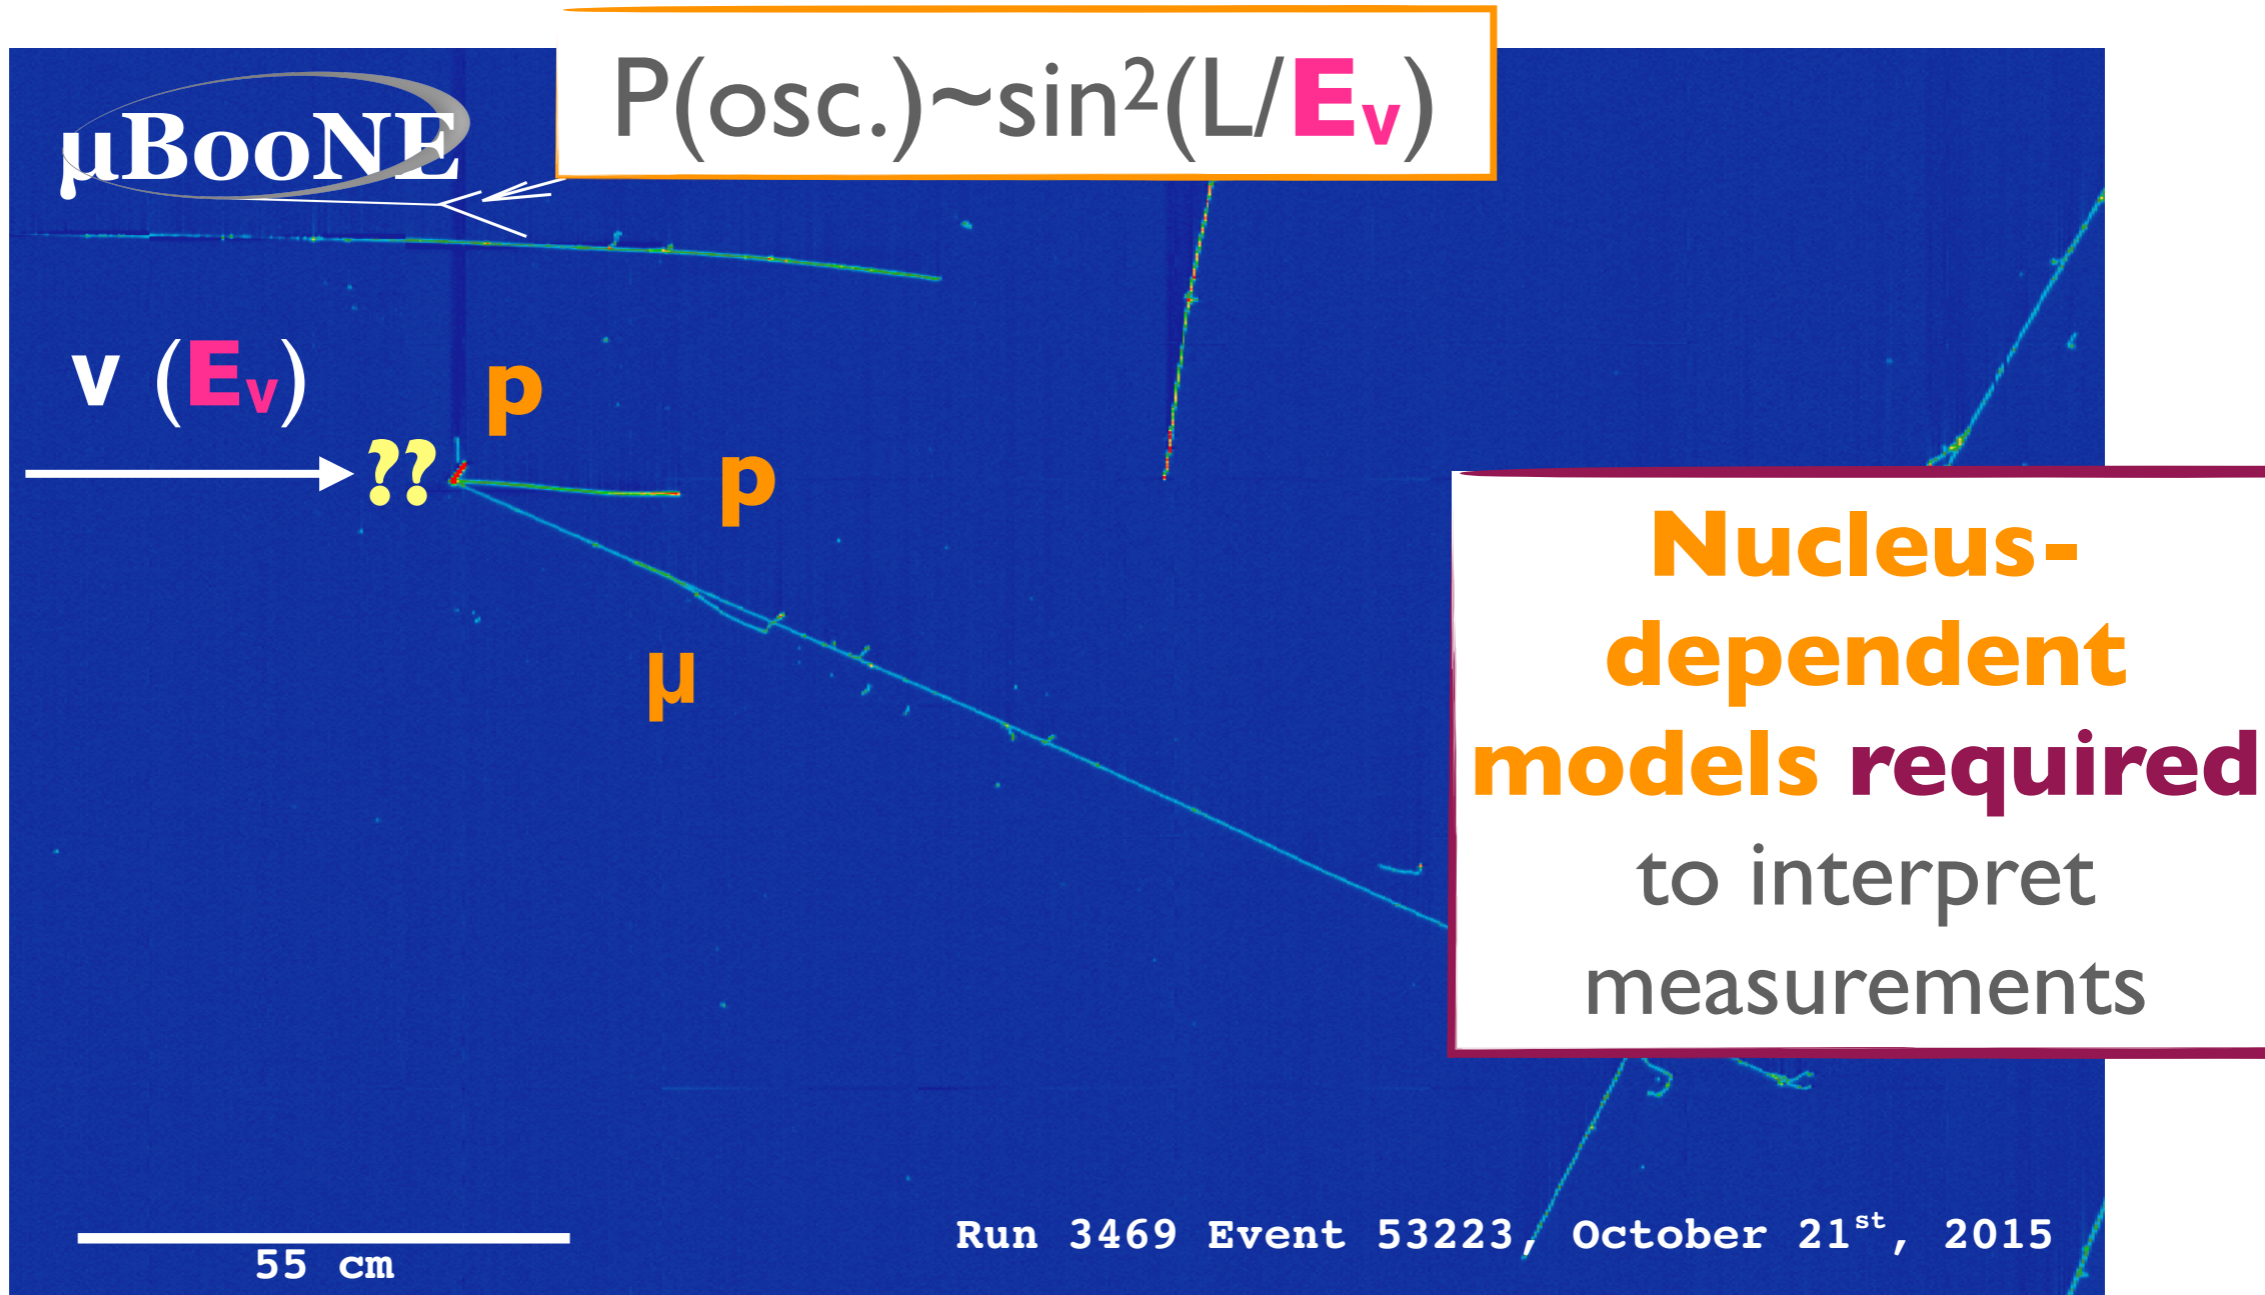 P(osc.)~sin²(L/Eν)
µBooNE
ν (Eν)
p
??
p
µ
Nucleus-
dependent
models required
to interpret
measurements
Run 3469 Event 53223, October 21st, 2015
55 cm